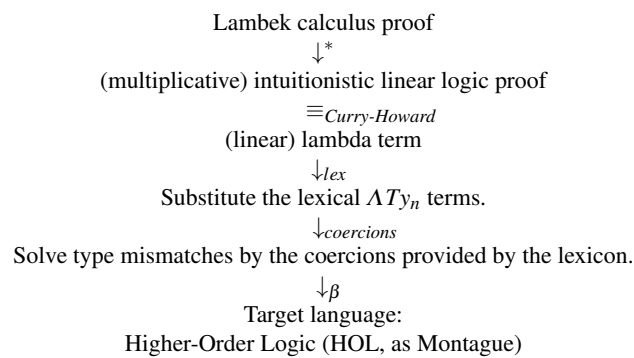 Lambek calculus proof
↓*
(multiplicative) intuitionistic linear logic proof
≡Curry-Howard
(linear) lambda term
↓lex
Substitute the lexical ΛTyₙ terms.
↓coercions
Solve type mismatches by the coercions provided by the lexicon.
↓β
Target language:
Higher-Order Logic (HOL, as Montague)